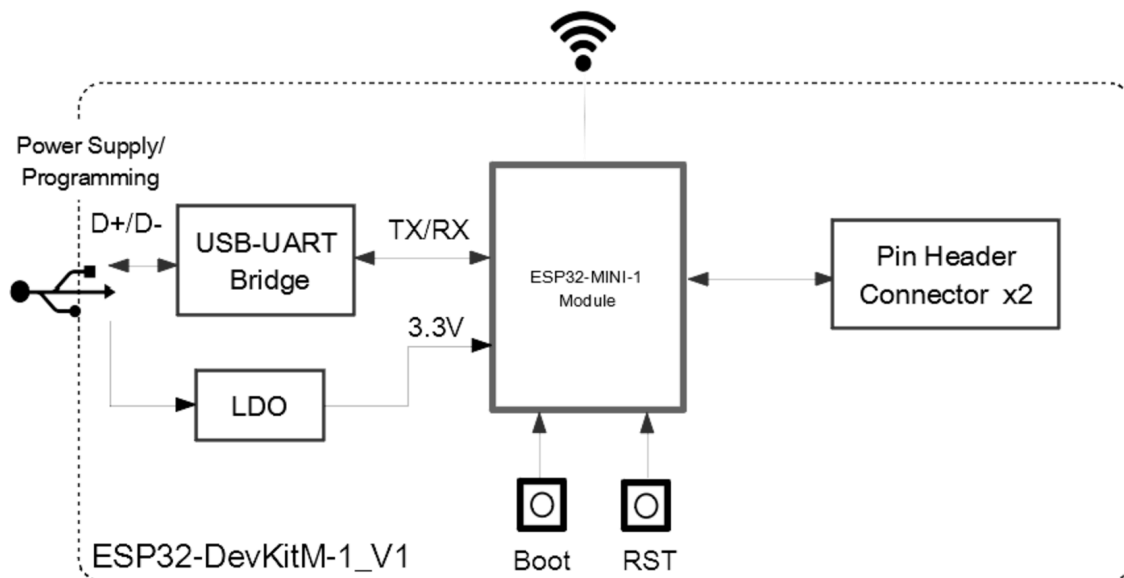 Power Supply/
Programming
D+/D-
USB-UART
Bridge
TX/RX
ESP32-MINI-1
Module
Pin Header
Connector x2
3.3V
LDO
Boot
RST
ESP32-DevKitM-1_V1